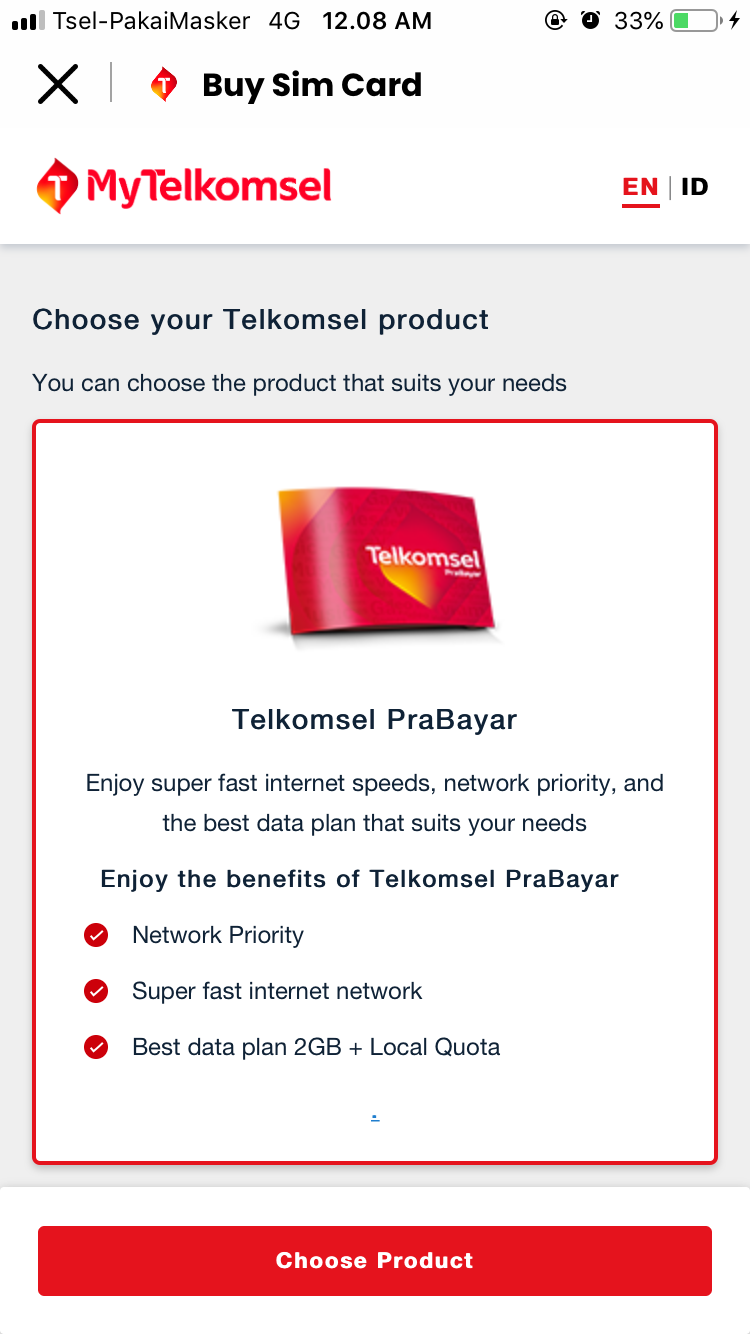 Tsel-PakaiMasker 4G 12.08 AM 33%
Buy Sim Card
MyTelkomsel
EN | ID
Choose your Telkomsel product
You can choose the product that suits your needs
Telkomsel
PraBayar
Telkomsel PraBayar
Enjoy super fast internet speeds, network priority, and
the best data plan that suits your needs
Enjoy the benefits of Telkomsel PraBayar
Network Priority
Super fast internet network
Best data plan 2GB + Local Quota
.
Choose Product